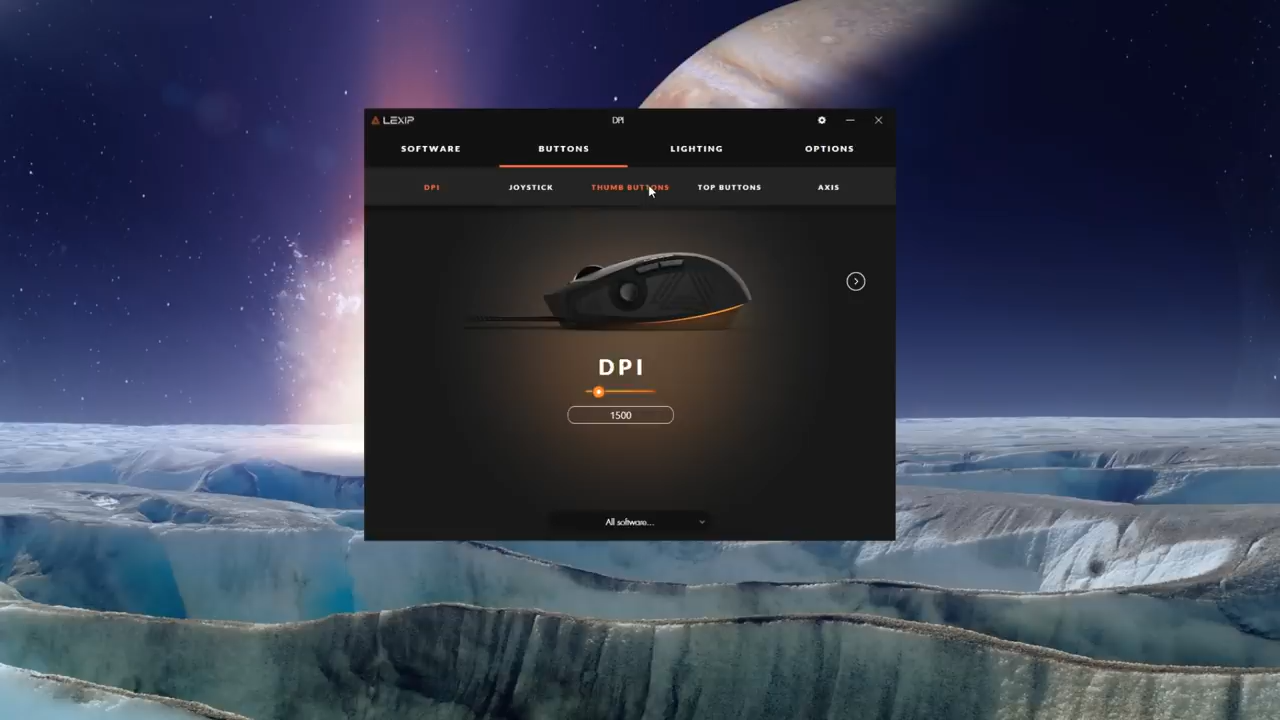 LEXIP
DPI
SOFTWARE BUTTONS LIGHTING OPTIONS
DPI JOYSTICK THUMB BUTTONS TOP BUTTONS AXIS
DPI
1500
All software...